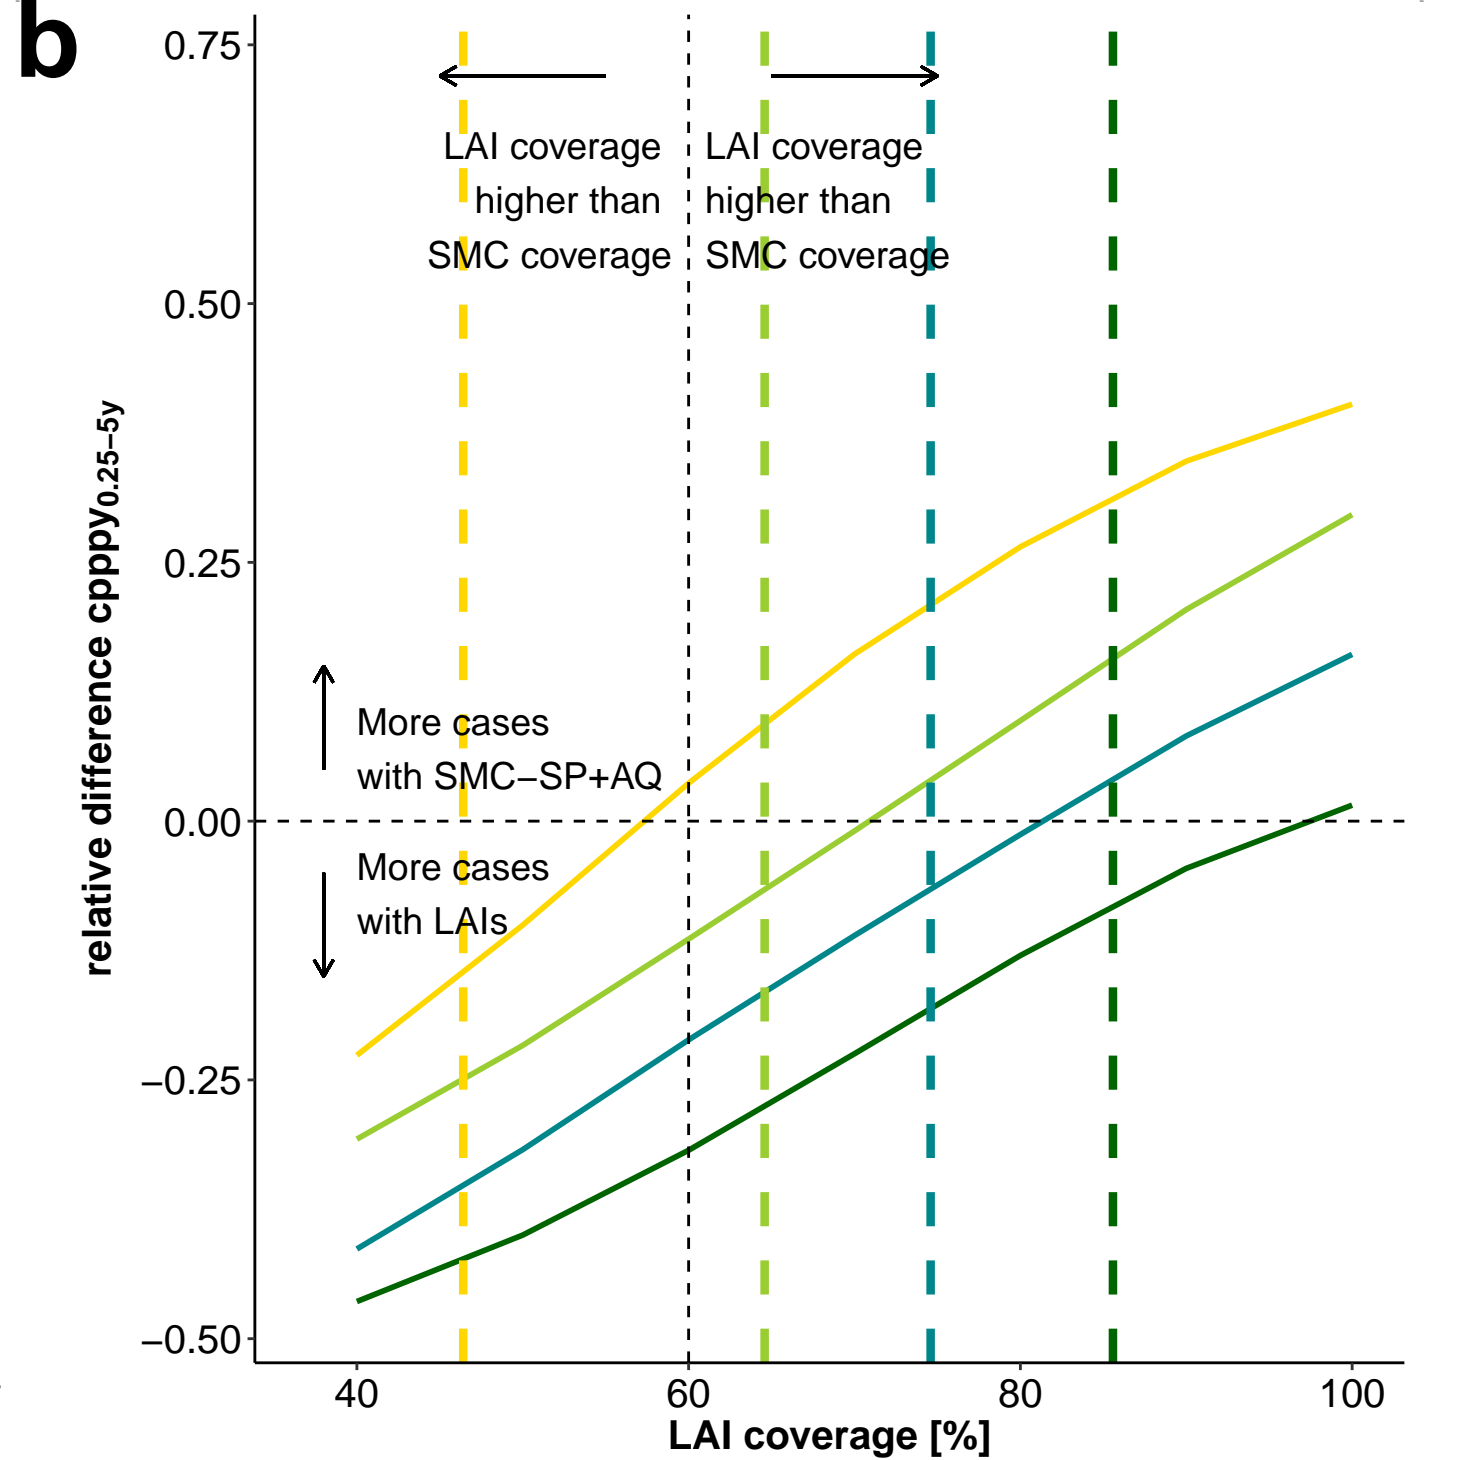 b
0.75
0.50
0.25
0.00
−0.25
−0.50
relative difference cpppy0.25−5y
LAI coverage
higher than
SMC coverage
LAI coverage
higher than
SMC coverage
More cases
with SMC−SP+AQ
More cases
with LAIs
40
60
80
100
LAI coverage [%]